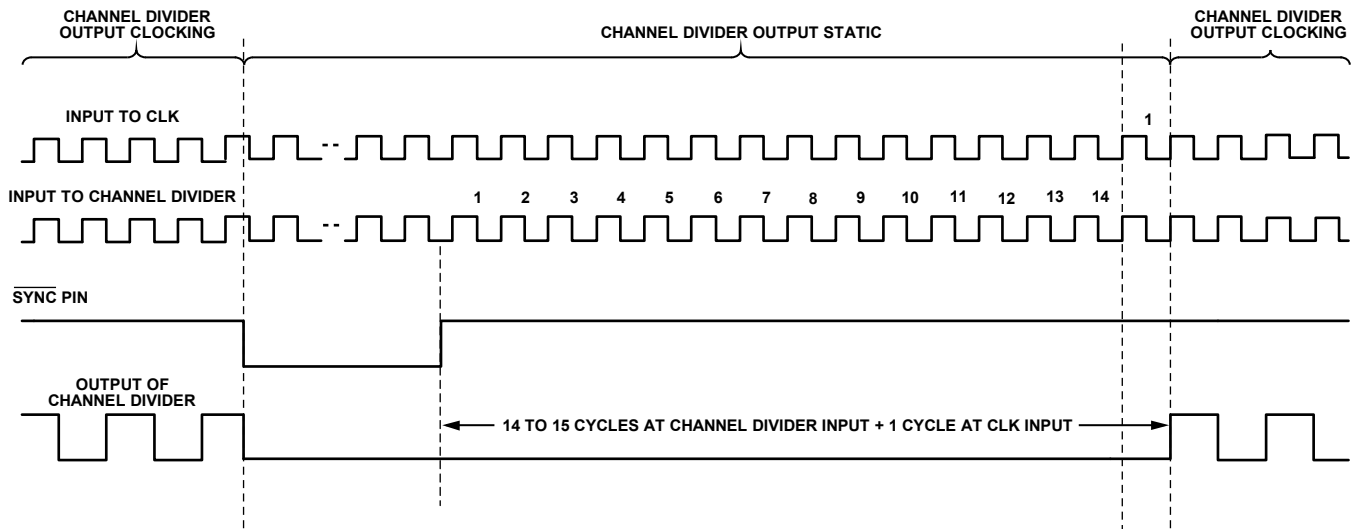 CHANNEL DIVIDER
OUTPUT CLOCKING
CHANNEL DIVIDER OUTPUT STATIC
CHANNEL DIVIDER
OUTPUT CLOCKING
INPUT TO CLK
1
INPUT TO CHANNEL DIVIDER
1 2 3 4 5 6 7 8 9 10 11 12 13 14
SYNC PIN
OUTPUT OF
CHANNEL DIVIDER
14 TO 15 CYCLES AT CHANNEL DIVIDER INPUT + 1 CYCLE AT CLK INPUT